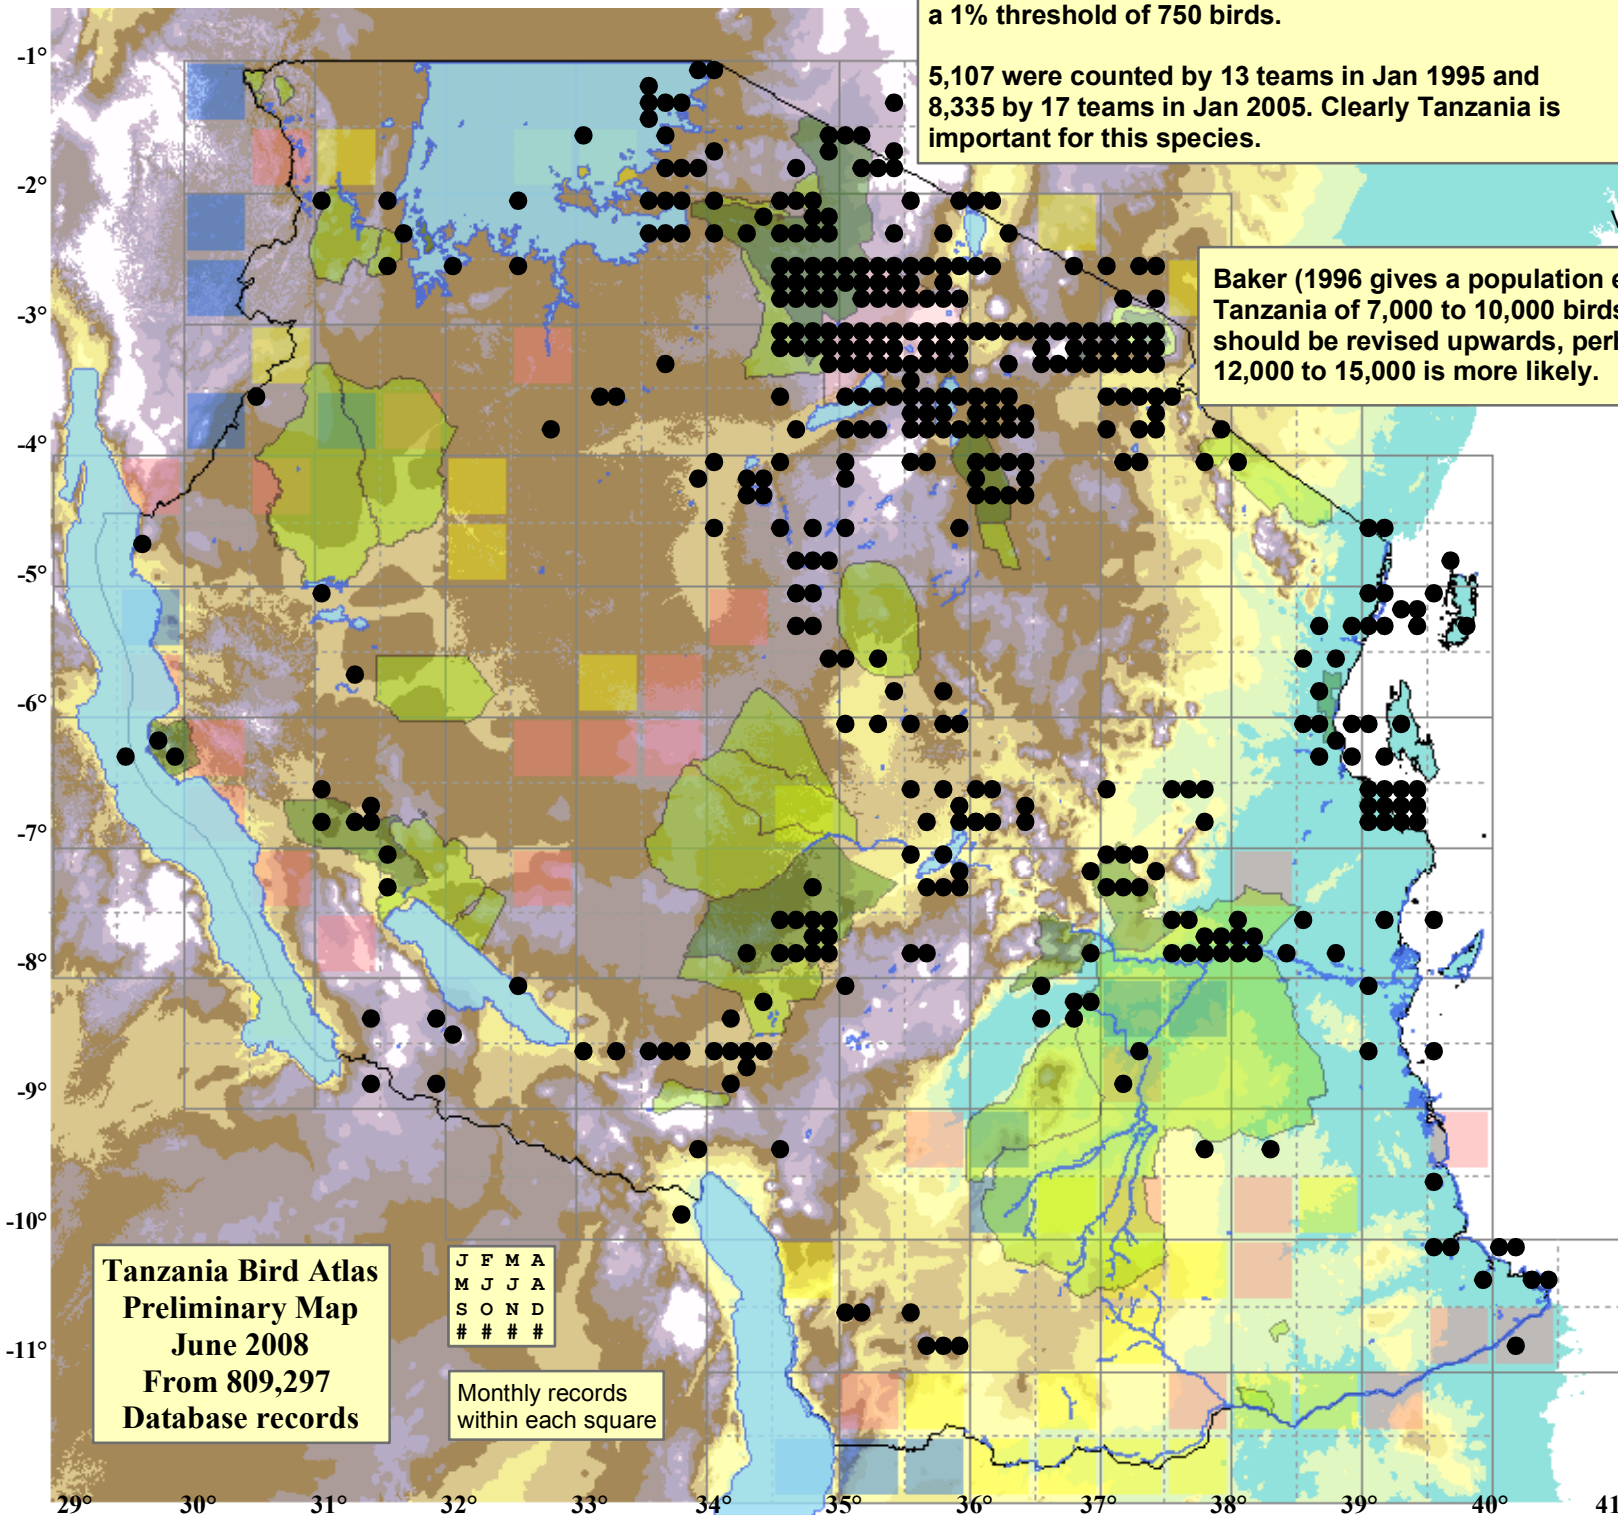 a 1% threshold of 750 birds.
5,107 were counted by 13 teams in Jan 1995 and
8,335 by 17 teams in Jan 2005. Clearly Tanzania is
important for this species.
Baker (1996 gives a population e
Tanzania of 7,000 to 10,000 birds
should be revised upwards, perh
12,000 to 15,000 is more likely.
-1°
-2°
-3°
-4°
-5°
-6°
-7°
-8°
-9°
-10°
-11°
Tanzania Bird Atlas
Preliminary Map
June 2008
From 809,297
Database records
J F M A
M J J A
S O N D
# # # #
Monthly records
within each square
29° 30° 31° 32° 33° 34° 35° 36° 37° 38° 39° 40° 41